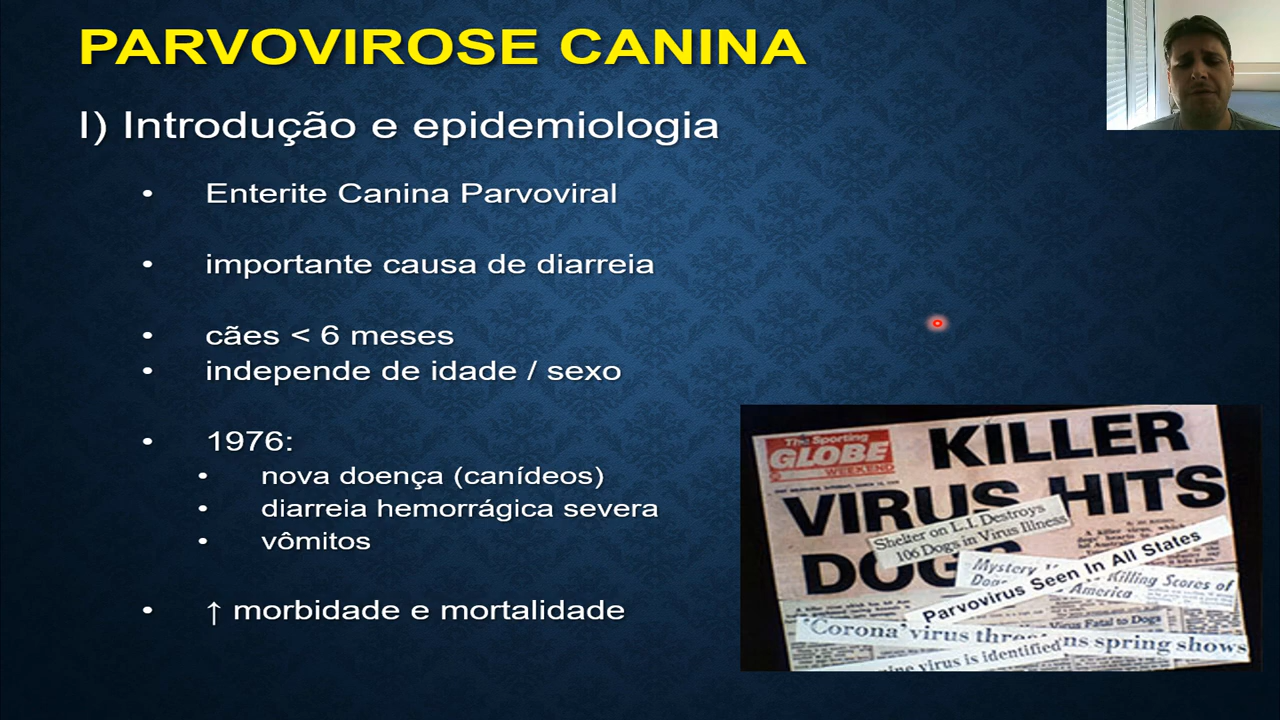 PARVOVIROSE CANINA
I) Introdução e epidemiologia
• Enterite Canina Parvoviral
• importante causa de diarreia
• cães < 6 meses
• independe de idade / sexo
• 1976:
• nova doença (canídeos)
• diarreia hemorrágica severa
• vômitos
• ↑ morbidade e mortalidade
The Sporting
GLOBE
WEEKEND
KILLER
VIRUS HITS
DOG
Shelter on L.I. Destroys
106 Dogs in Virus Illness
Mystery
Killing Scores of
America
Parvovirus Seen In All States
Virus Fatal to Dogs
'Corona' virus
spring shows
virus is identified